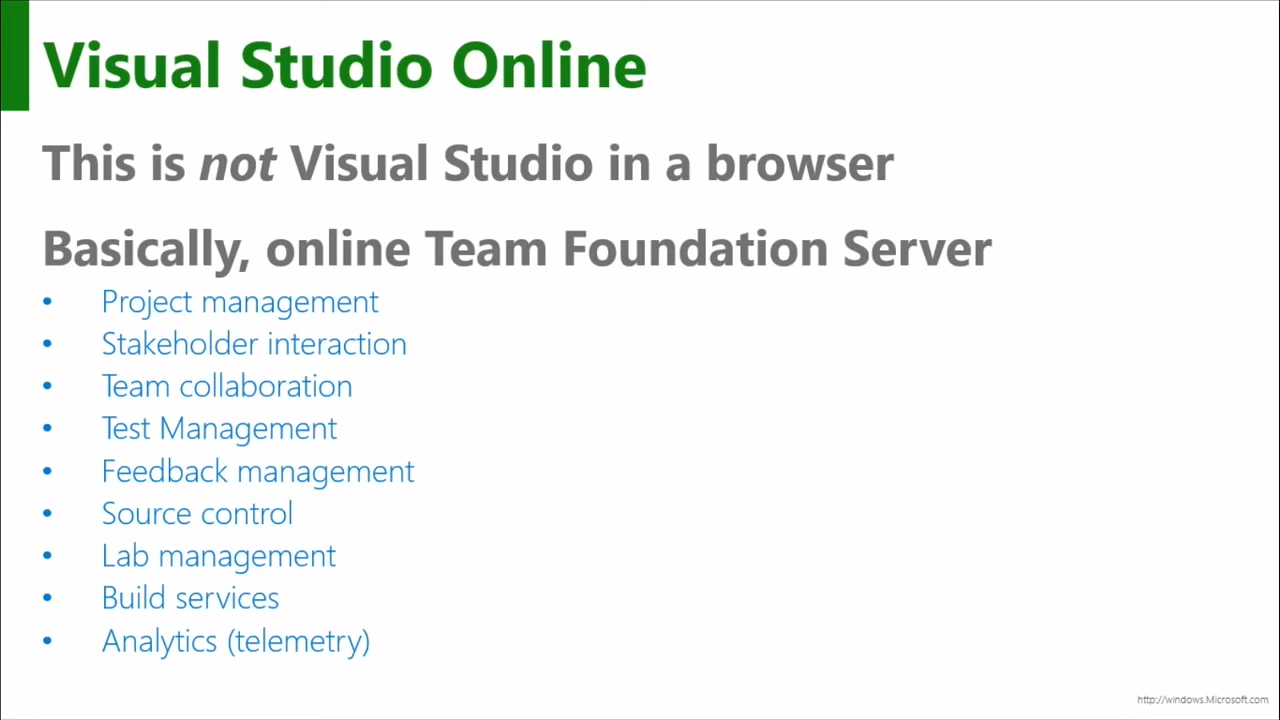 Visual Studio Online
This is not Visual Studio in a browser
Basically, online Team Foundation Server
• Project management
• Stakeholder interaction
• Team collaboration
• Test Management
• Feedback management
• Source control
• Lab management
• Build services
• Analytics (telemetry)
http://windows.Microsoft.com